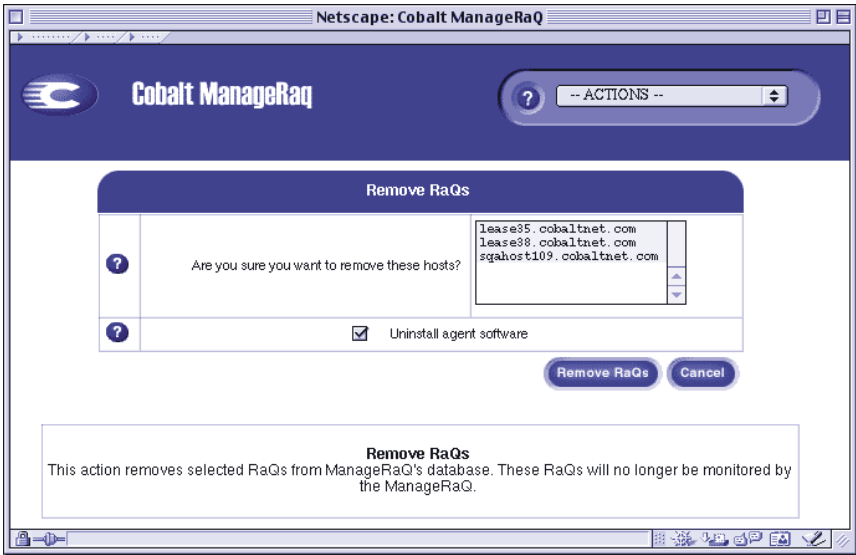 Netscape: Cobalt ManageRaQ
Cobalt ManageRaq
?
-- ACTIONS --
Remove RaQs
?
Are you sure you want to remove these hosts?
lease35.cobaltnet.com
lease38.cobaltnet.com
sqahost109.cobaltnet.com
?
Uninstall agent software
Remove RaQs
Cancel
Remove RaQs
This action removes selected RaQs from ManageRaQ's database. These RaQs will no longer be monitored by
the ManageRaQ.